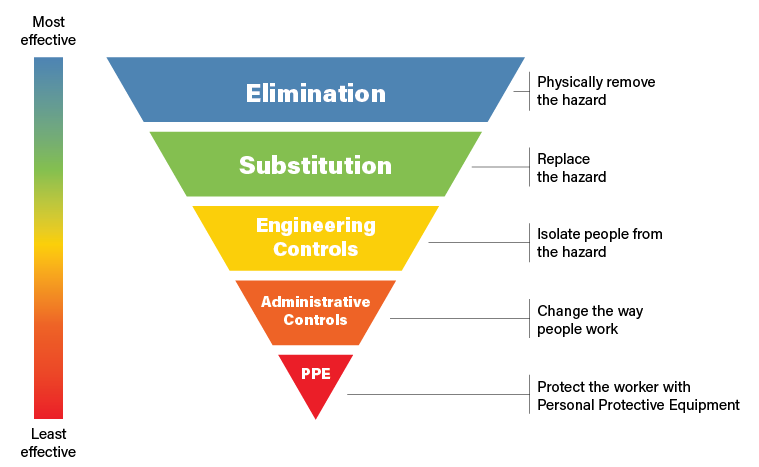 Most
effective
Elimination
Physically remove
the hazard
Substitution
Replace
the hazard
Engineering
Controls
Isolate people from
the hazard
Administrative
Controls
Change the way
people work
PPE
Protect the worker with
Personal Protective Equipment
Least
effective